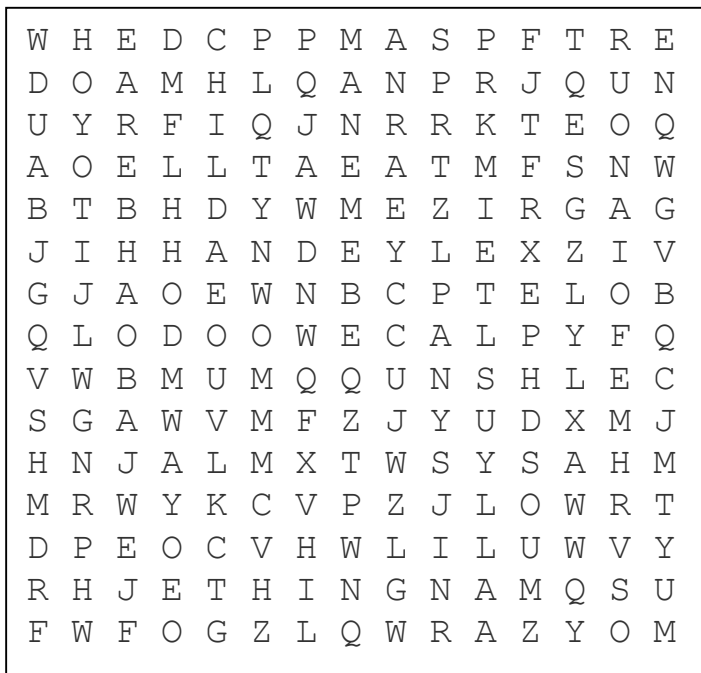 W H E D C P P M A S P F T R E
D O A M H L Q A N P R J Q U N
U Y R F I Q J N R R K T E O Q
A O E L L T A E A T M F S N W
B T B H D Y W M E Z I R G A G
J I H H A N D E Y L E X Z I V
G J A O E W N B C P T E L O B
Q L O D O O W E C A L P Y F Q
V W B M U M Q Q U N S H L E C
S G A W V M F Z J Y U D X M J
H N J A L M X T W S Y S A H M
M R W Y K C V P Z J L O W R T
D P E O C V H W L I L U W V Y
R H J E T H I N G N A M Q S U
F W F O G Z L Q W R A Z Y O M